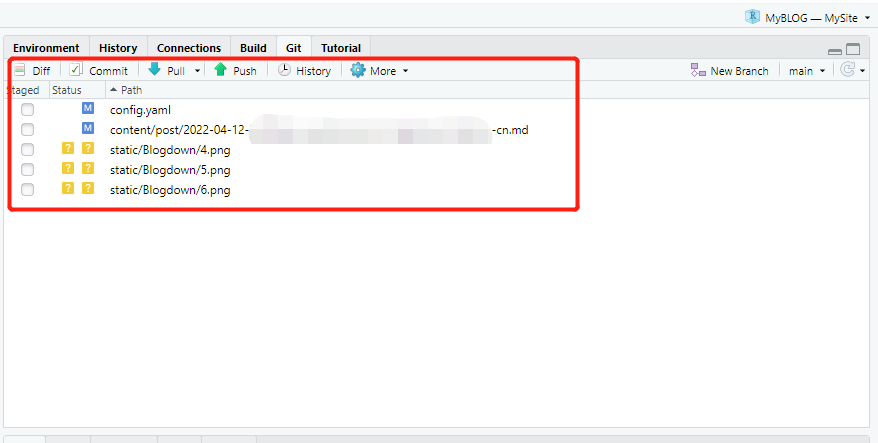 MyBLOG — MySite
Environment History Connections Build Git Tutorial
Diff Commit Pull Push History More New Branch main
Staged Status Path
M config.yaml
M content/post/2022-04-12- -cn.md
? ? static/Blogdown/4.png
? ? static/Blogdown/5.png
? ? static/Blogdown/6.png